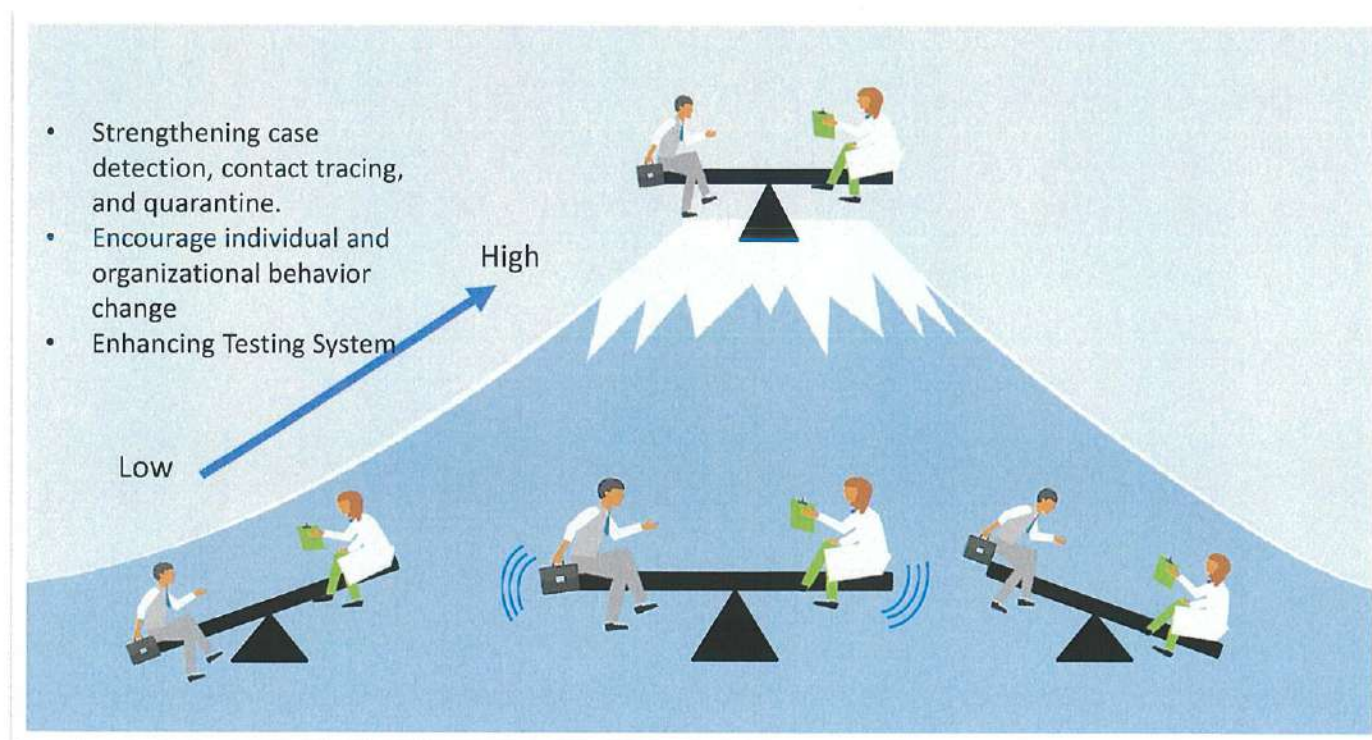 • Strengthening case
detection, contact tracing,
and quarantine.
• Encourage individual and
organizational behavior
change
• Enhancing Testing System
High
Low